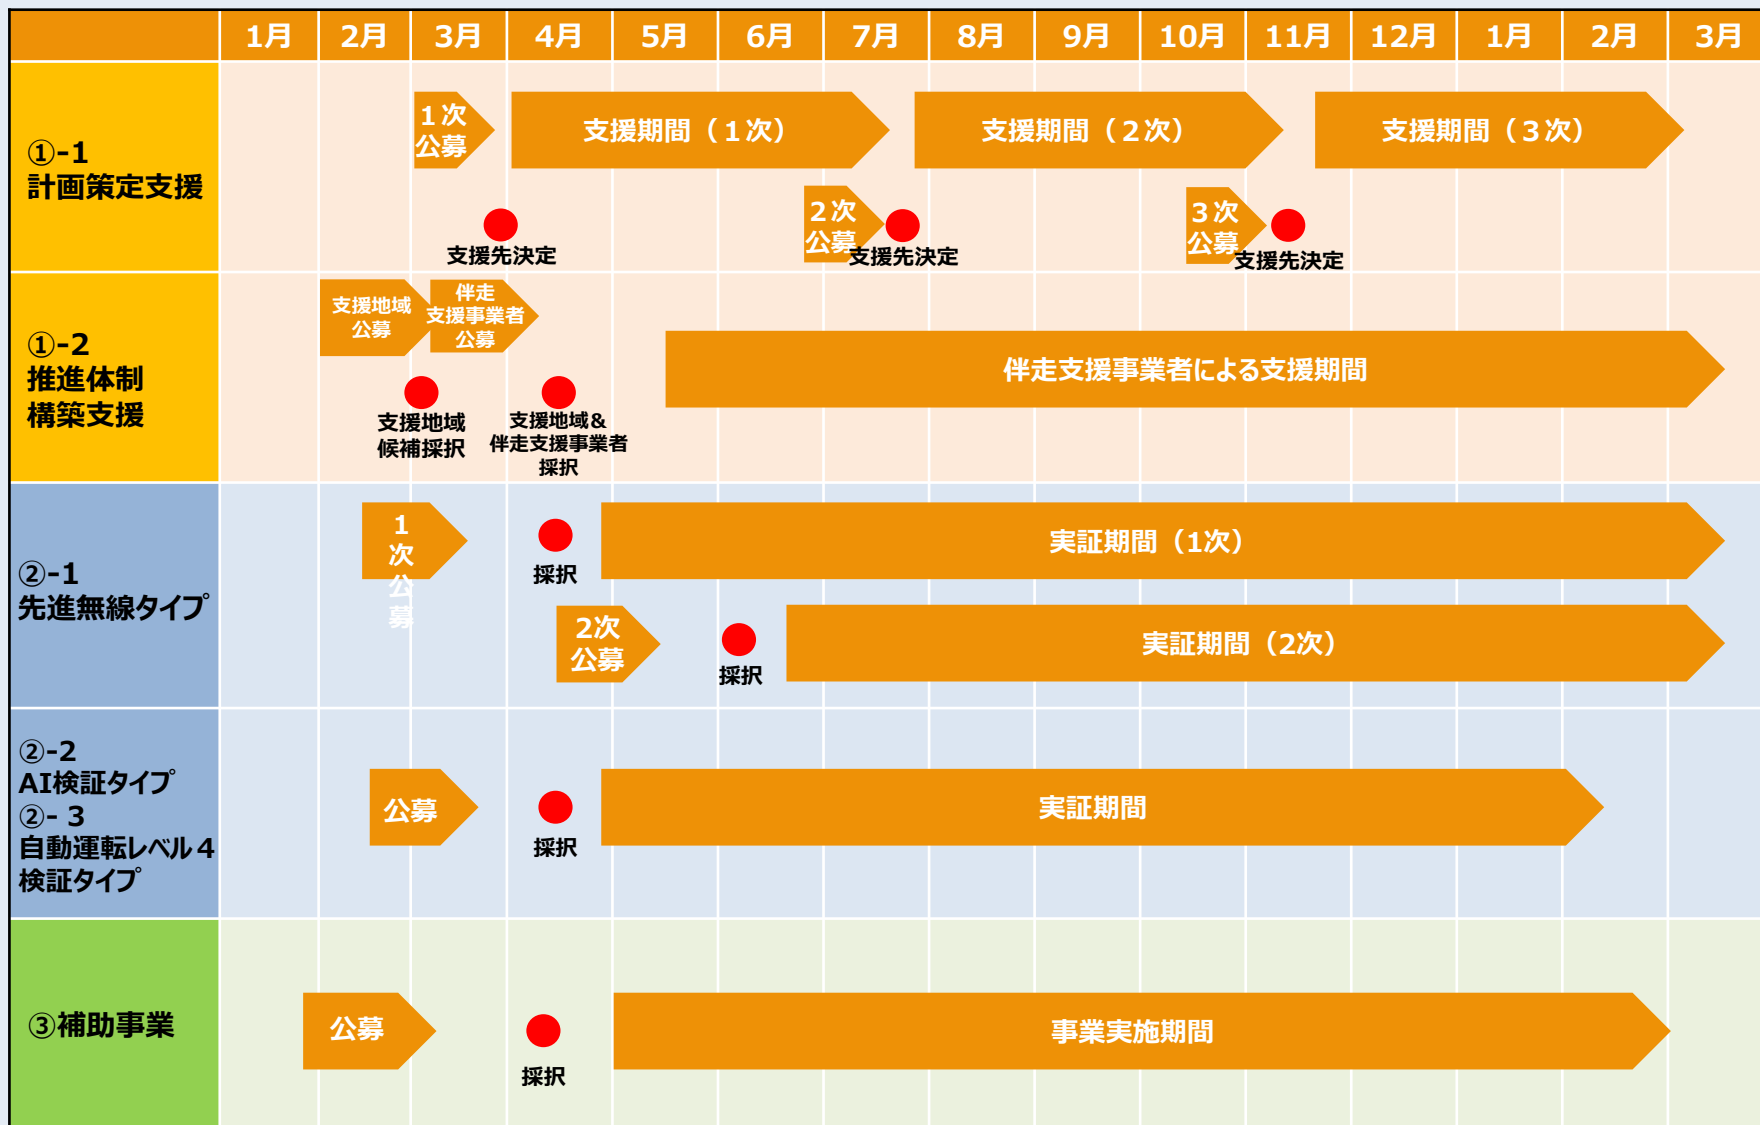 1月 2月 3月 4月 5月 6月 7月 8月 9月 10月 11月 12月 1月 2月 3月
①-1
計画策定支援
１次
公募
支援期間（１次）
支援期間（２次）
支援期間（３次）
２次
公募
３次
公募
支援先決定
支援先決定
支援先決定
①-2
推進体制
構築支援
支援地域
公募
伴走
支援事業者
公募
伴走支援事業者による支援期間
支援地域
候補採択
支援地域&
伴走支援事業者
採択
②-1
先進無線タイプ
1
次
公
募
採択
実証期間（1次）
2次
公募
採択
実証期間（2次）
②-2
AI検証タイプ
②-３
自動運転レベル４
検証タイプ
公募
採択
実証期間
③補助事業
公募
採択
事業実施期間